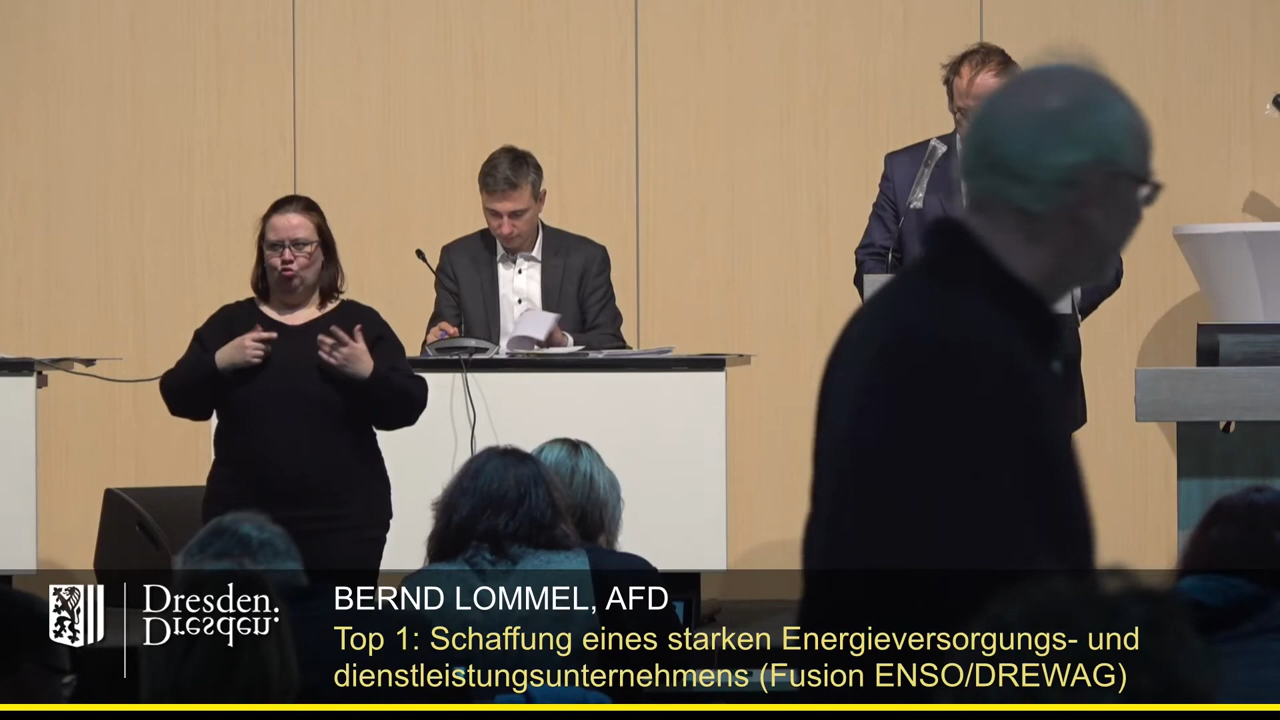 Dresden.
Dresden.
BERND LOMMEL, AFD
Top 1: Schaffung eines starken Energieversorgungs- und
dienstleistungsunternehmens (Fusion ENSO/DREWAG)